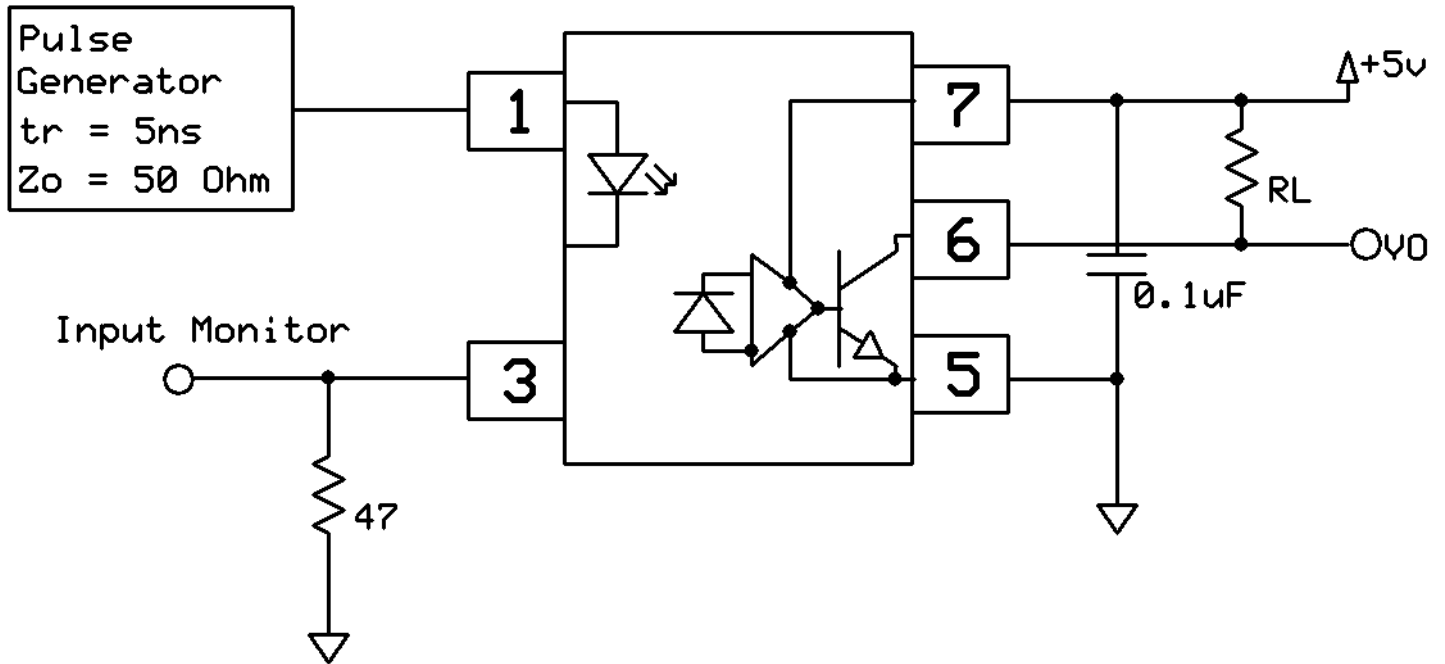 Pulse
Generator
tr = 5ns
Zo = 50 Ohm
1
7
+5v
RL
6
VO
0.1uF
Input Monitor
3
5
47